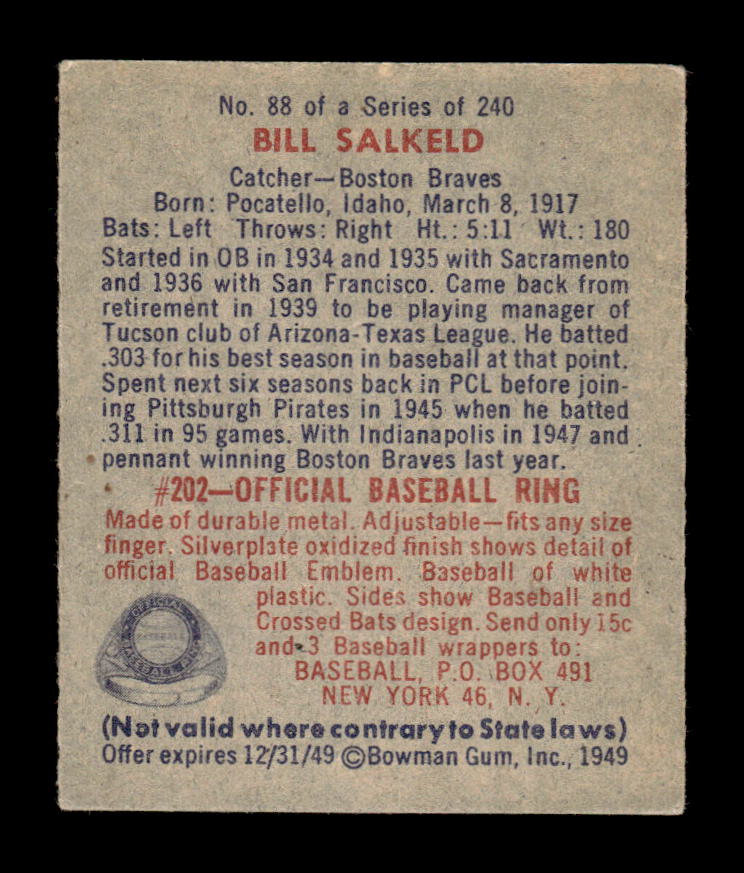 No. 88 of a Series of 240
BILL SALKELD
Catcher—Boston Braves
Born: Pocatello, Idaho, March 8, 1917
Bats: Left Throws: Right Ht.: 5:11 Wt.: 180
Started in OB in 1934 and 1935 with Sacramento
and 1936 with San Francisco. Came back from
retirement in 1939 to be playing manager of
Tucson club of Arizona-Texas League. He batted
.303 for his best season in baseball at that point.
Spent next six seasons back in PCL before join-
ing Pittsburgh Pirates in 1945 when he batted
.311 in 95 games. With Indianapolis in 1947 and
pennant winning Boston Braves last year.
#202—OFFICIAL BASEBALL RING
Made of durable metal. Adjustable—fits any size
finger. Silverplate oxidized finish shows detail of
official Baseball Emblem. Baseball of white
plastic. Sides show Baseball and
Crossed Bats design. Send only 15c
and 3 Baseball wrappers to:
BASEBALL, P.O. BOX 491
NEW YORK 46, N. Y.
OFFICIAL
BASEBALL RING
(Not valid where contrary to State laws)
Offer expires 12/31/49 ©Bowman Gum, Inc., 1949